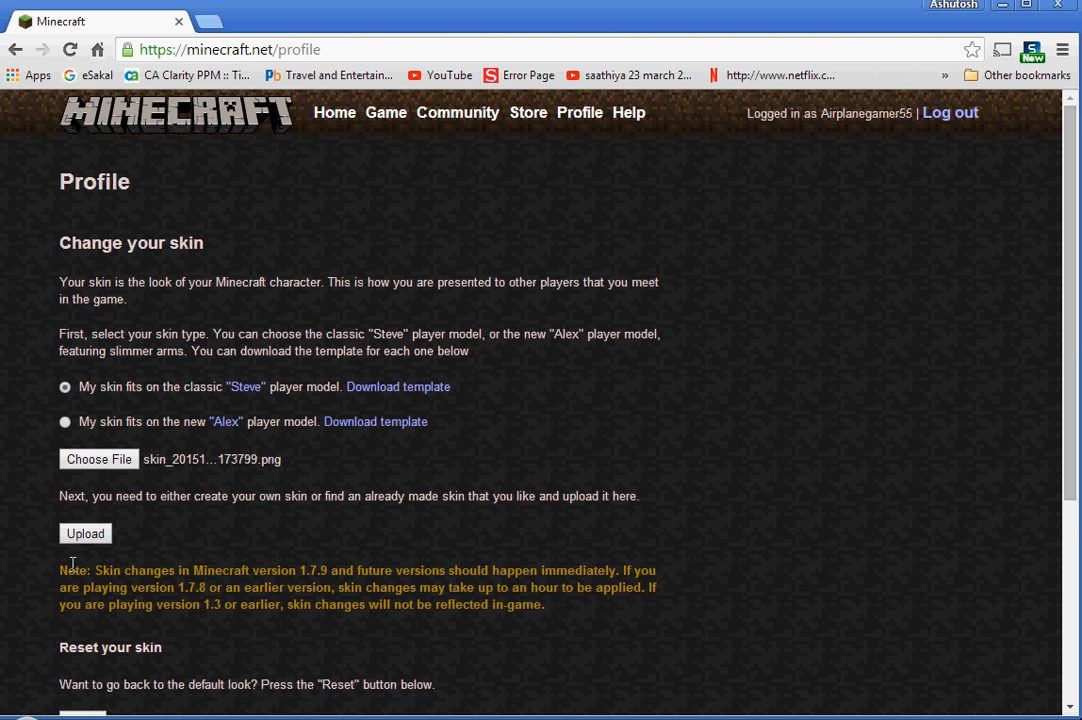 Ashutosh
Minecraft
https://minecraft.net/profile
Apps eSakal CA Clarity PPM :: Ti... Travel and Entertain... YouTube Error Page saathiya 23 march 2... http://www.netflix.c... » Other bookmarks
New
MINECRAFT Home Game Community Store Profile Help Logged in as Airplanegamer55 | Log out
Profile
Change your skin
Your skin is the look of your Minecraft character. This is how you are presented to other players that you meet
in the game.
First, select your skin type. You can choose the classic "Steve" player model, or the new "Alex" player model,
featuring slimmer arms. You can download the template for each one below
My skin fits on the classic "Steve" player model. Download template
My skin fits on the new "Alex" player model. Download template
Choose File skin_20151...173799.png
Next, you need to either create your own skin or find an already made skin that you like and upload it here.
Upload
Note: Skin changes in Minecraft version 1.7.9 and future versions should happen immediately. If you
are playing version 1.7.8 or an earlier version, skin changes may take up to an hour to be applied. If
you are playing version 1.3 or earlier, skin changes will not be reflected in-game.
Reset your skin
Want to go back to the default look? Press the "Reset" button below.